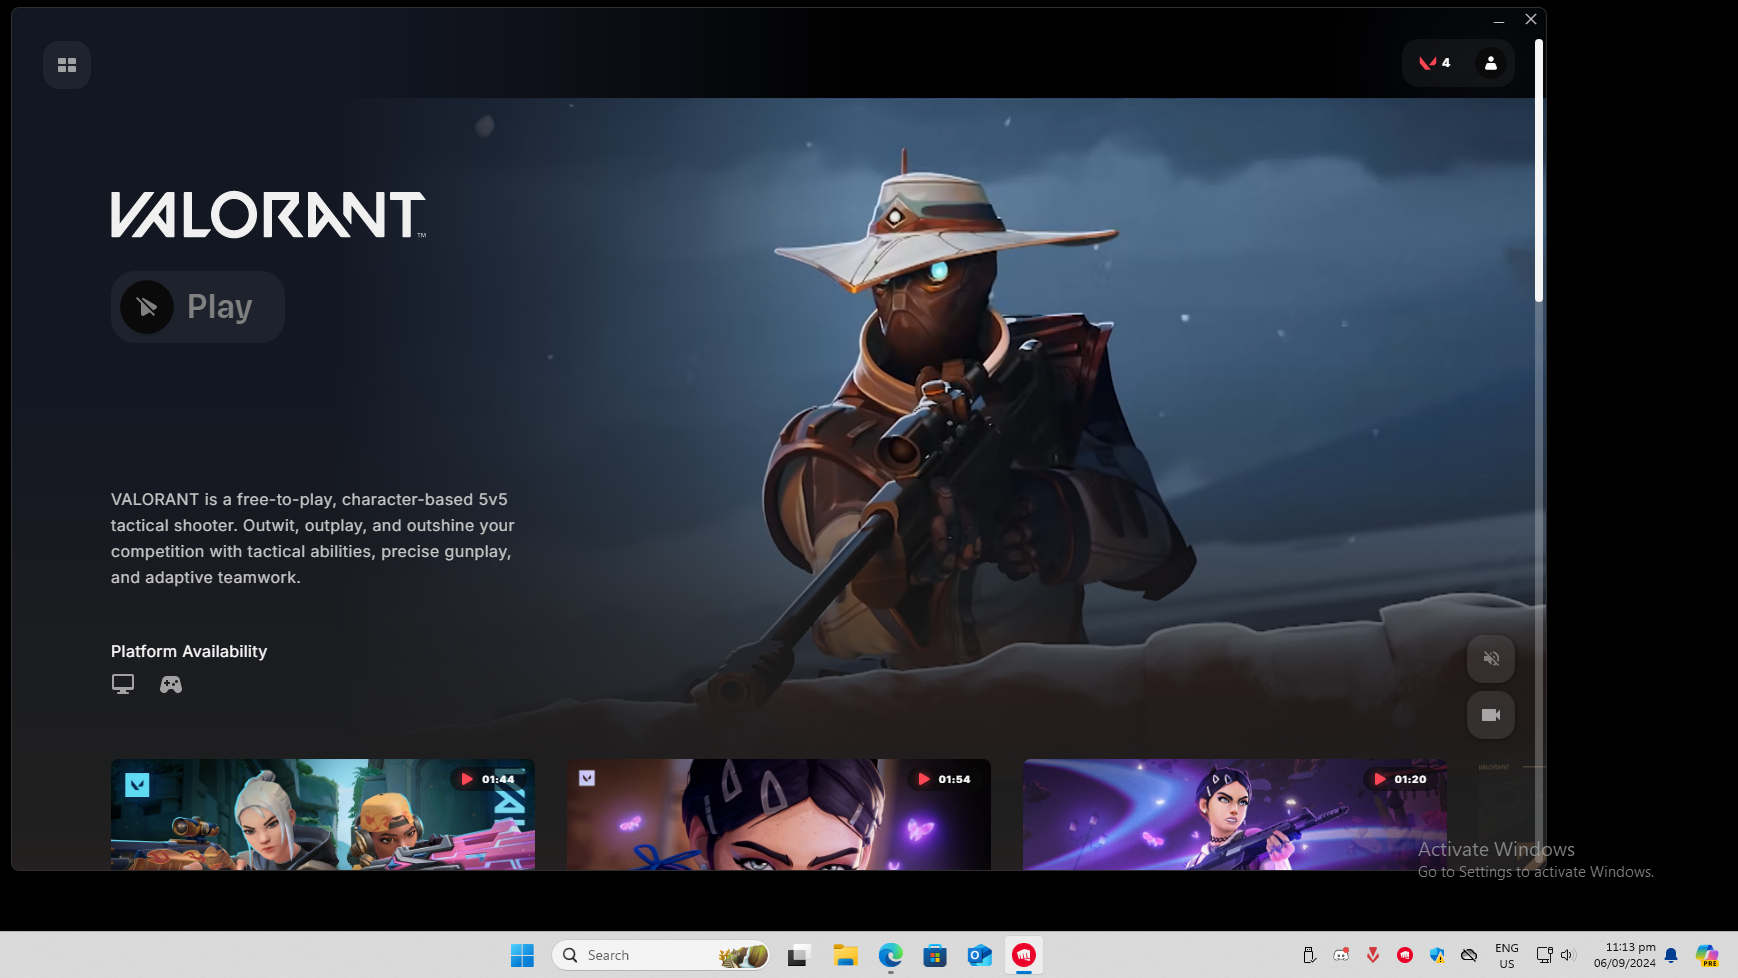 4
VALORANT™
Play
VALORANT is a free-to-play, character-based 5v5
tactical shooter. Outwit, outplay, and outshine your
competition with tactical abilities, precise gunplay,
and adaptive teamwork.
Platform Availability
01:44
01:54
01:20
VALORANT
Activate Windows
Go to Settings to activate Windows.
Search
ENG
US
11:13 pm
06/09/2024
PRE